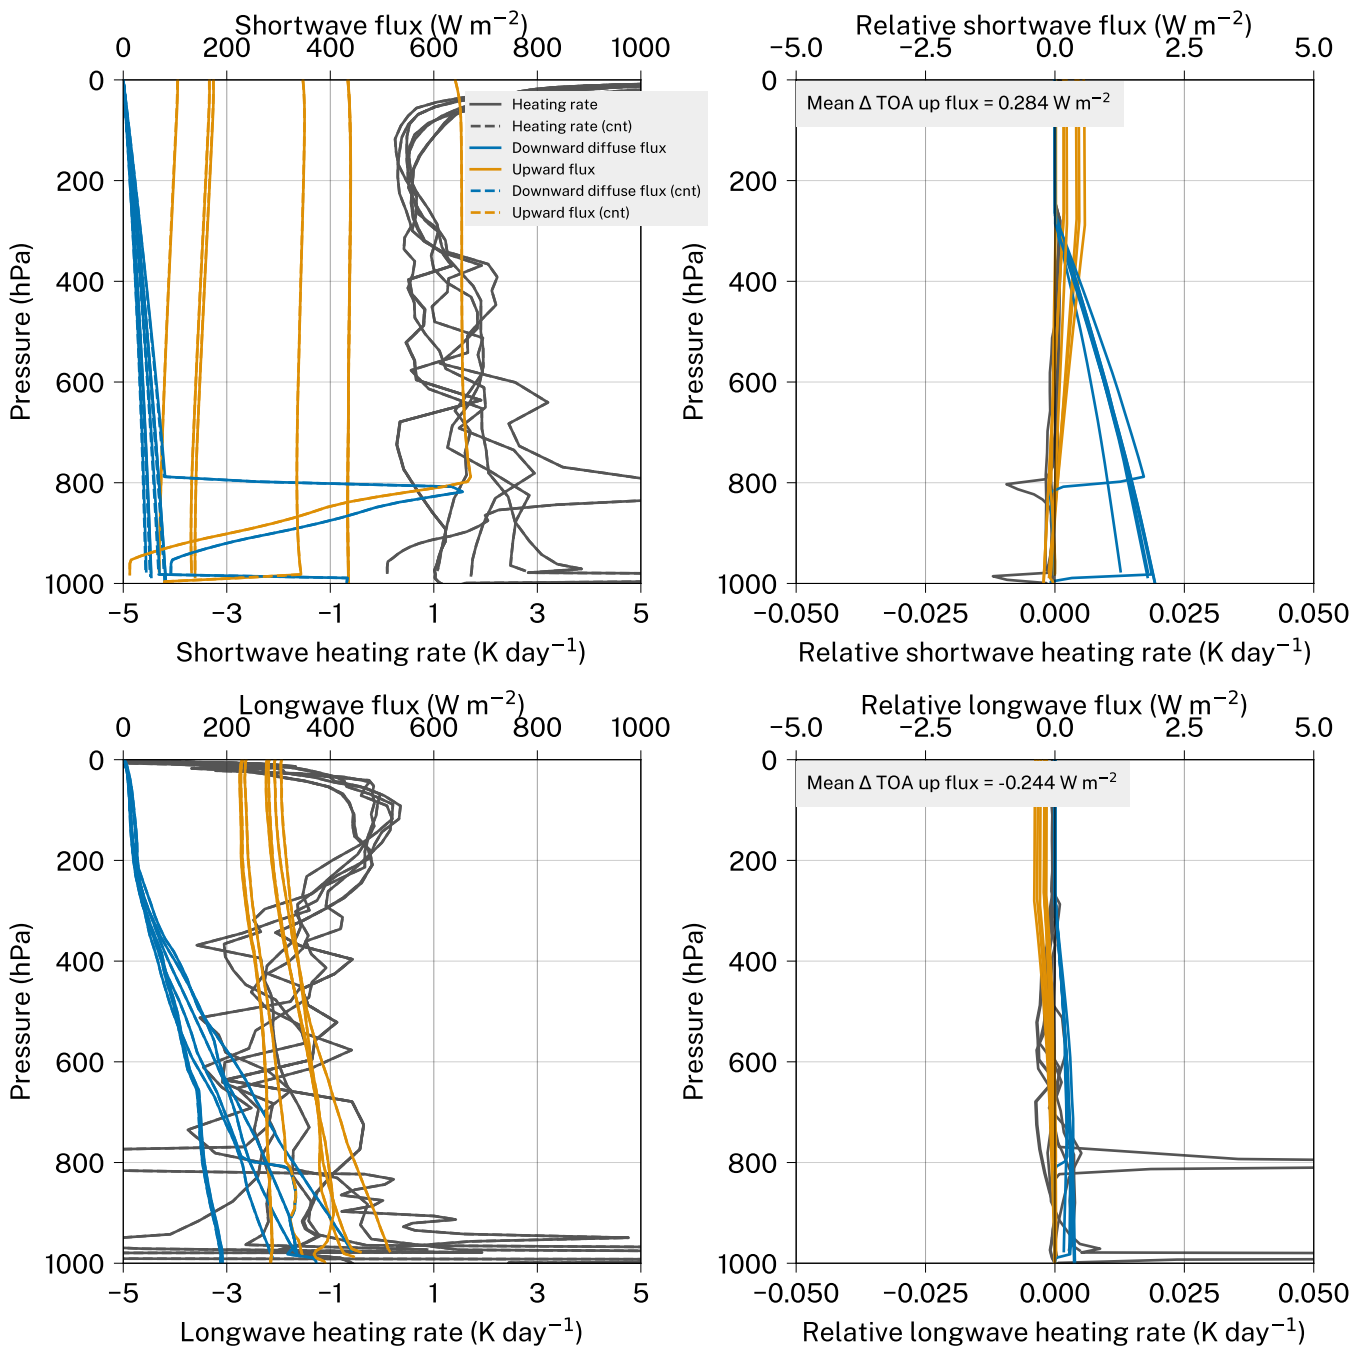 Shortwave flux (W m−2)
0 200 400 600 800 1000
0
200
400
600
800
1000
Pressure (hPa)
Heating rate
Heating rate (cnt)
Downward diffuse flux
Upward flux
Downward diffuse flux (cnt)
Upward flux (cnt)
−5 −3 −1 1 3 5
Shortwave heating rate (K day−1)
Relative shortwave flux (W m−2)
−5.0 −2.5 0.0 2.5 5.0
0
200
400
600
800
1000
Pressure (hPa)
Mean Δ TOA up flux = 0.284 W m−2
−0.050 −0.025 0.000 0.025 0.050
Relative shortwave heating rate (K day−1)
Longwave flux (W m−2)
0 200 400 600 800 1000
0
200
400
600
800
1000
Pressure (hPa)
−5 −3 −1 1 3 5
Longwave heating rate (K day−1)
Relative longwave flux (W m−2)
−5.0 −2.5 0.0 2.5 5.0
0
200
400
600
800
1000
Pressure (hPa)
Mean Δ TOA up flux = -0.244 W m−2
−0.050 −0.025 0.000 0.025 0.050
Relative longwave heating rate (K day−1)